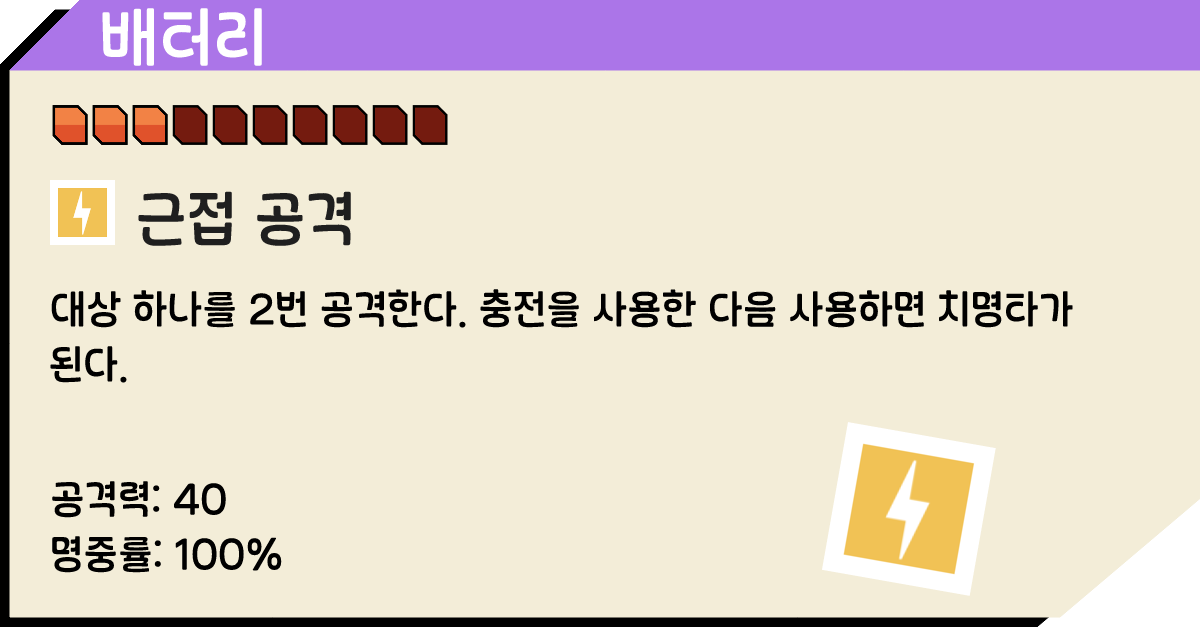 배터리
근접 공격
대상 하나를 2번 공격한다. 충전을 사용한 다음 사용하면 치명타가
된다.
공격력: 40
명중률: 100%